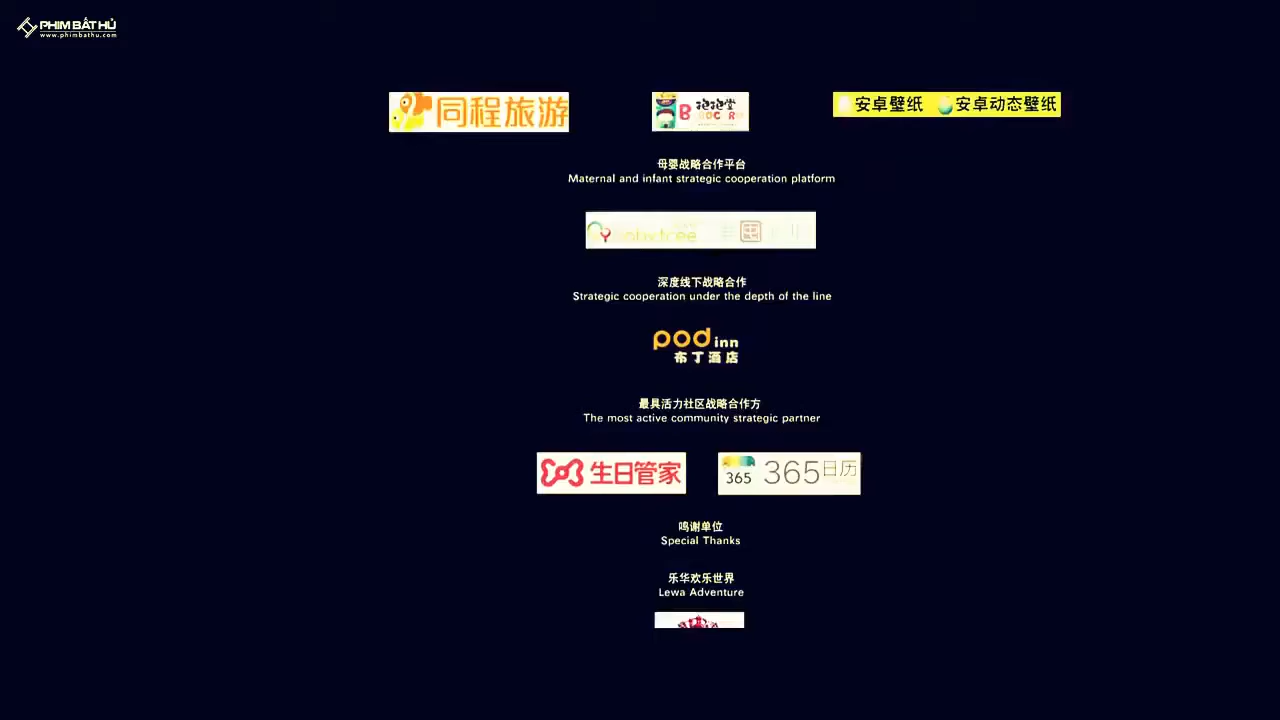 PHIM BẤT HỦ
www.phimbathu.com
同程旅游
抱抱堂
安卓壁纸 安卓动态壁纸
母婴战略合作平台
Maternal and infant strategic cooperation platform
babytree
深度线下战略合作
Strategic cooperation under the depth of the line
pod inn
布丁酒店
最具活力社区战略合作方
The most active community strategic partner
生日管家
365 365日历
鸣谢单位
Special Thanks
乐华欢乐世界
Lewa Adventure